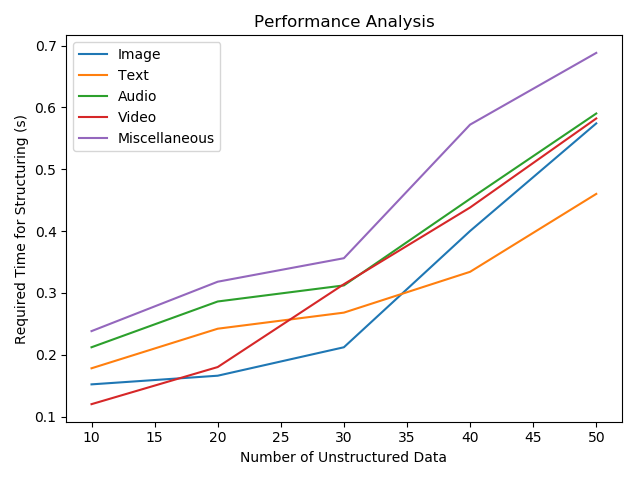 Performance Analysis
Image
Text
Audio
Video
Miscellaneous
0.7
0.6
0.5
0.4
0.3
0.2
0.1
Required Time for Structuring (s)
10 15 20 25 30 35 40 45 50
Number of Unstructured Data